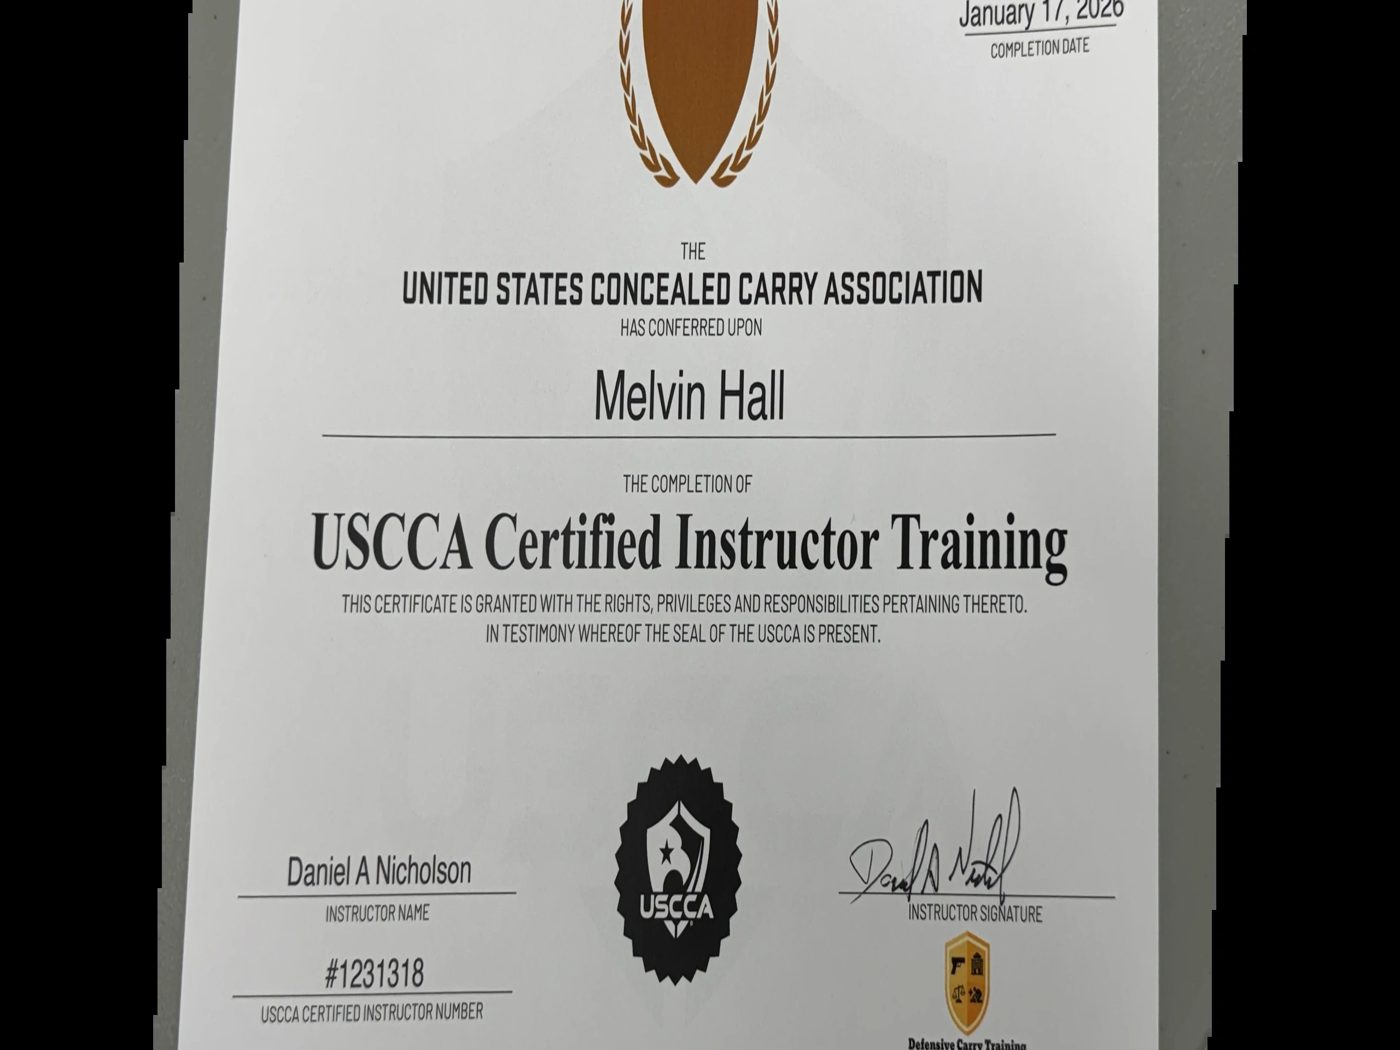 January 17, 2026
COMPLETION DATE
THE
UNITED STATES CONCEALED CARRY ASSOCIATION
HAS CONFERRED UPON
Melvin Hall
THE COMPLETION OF
USCCA Certified Instructor Training
THIS CERTIFICATE IS GRANTED WITH THE RIGHTS, PRIVILEGES AND RESPONSIBILITIES PERTAINING THERETO.
IN TESTIMONY WHEREOF THE SEAL OF THE USCCA IS PRESENT.
USCCA
Daniel A Nicholson
INSTRUCTOR NAME
#1231318
USCCA CERTIFIED INSTRUCTOR NUMBER
INSTRUCTOR SIGNATURE
Defensive Carry Training